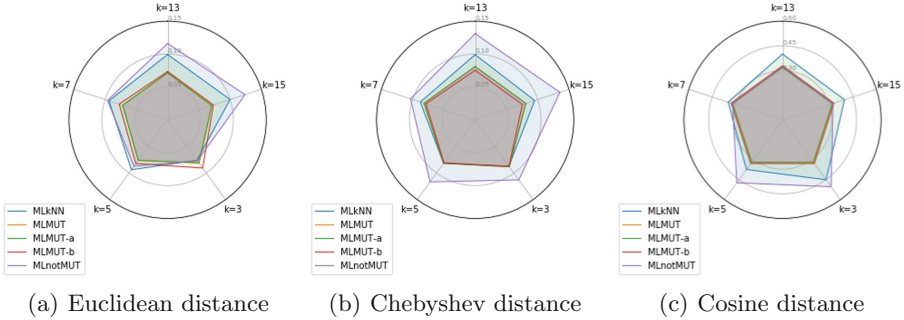 k=13
0.15
0.10
k=15
k=7
k=5
k=3
MLkNN
MLMUT
MLMUT-a
MLMUT-b
MLnotMUT
(a) Euclidean distance
k=13
0.15
0.10
0.05
k=15
k=7
k=5
k=3
MLkNN
MLMUT
MLMUT-a
MLMUT-b
MLnotMUT
(b) Chebyshev distance
k=13
0.60
0.45
0.30
k=15
k=7
k=5
k=3
MLkNN
MLMUT
MLMUT-a
MLMUT-b
MLnotMUT
(c) Cosine distance